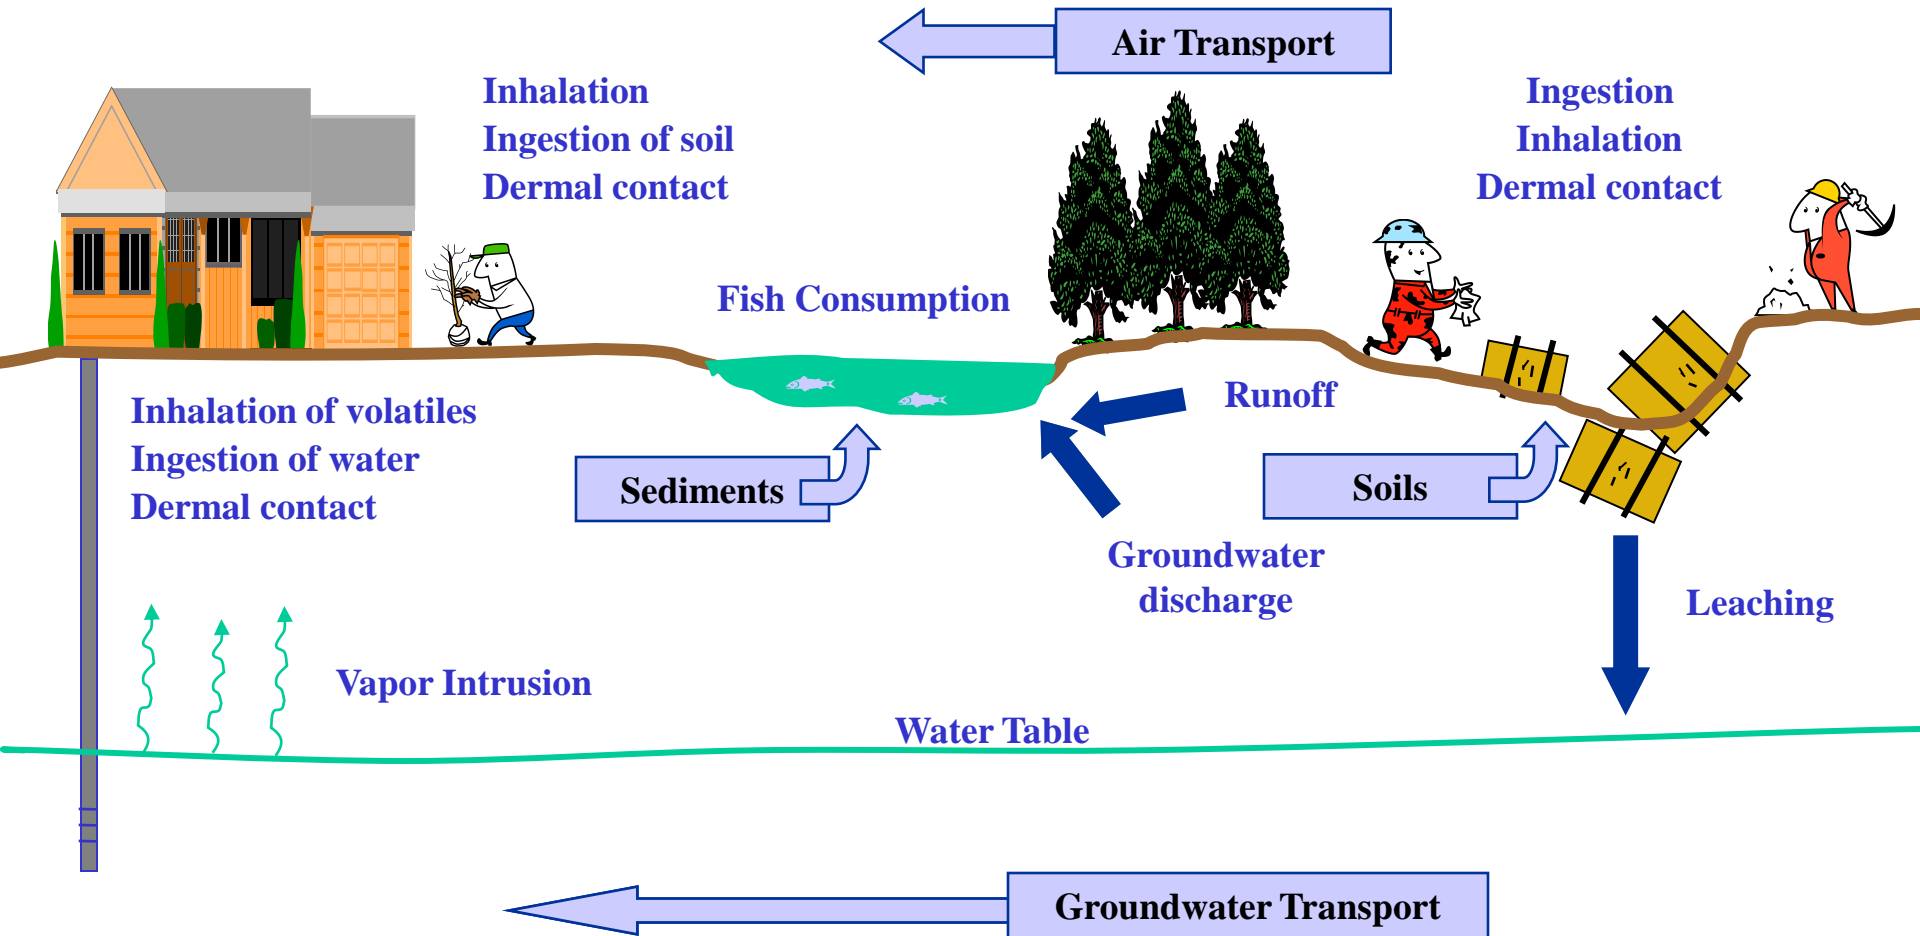 Air Transport
Inhalation
Ingestion of soil
Dermal contact
Ingestion
Inhalation
Dermal contact
Fish Consumption
Runoff
Inhalation of volatiles
Ingestion of water
Dermal contact
Sediments
Soils
Groundwater
discharge
Leaching
Vapor Intrusion
Water Table
Groundwater Transport